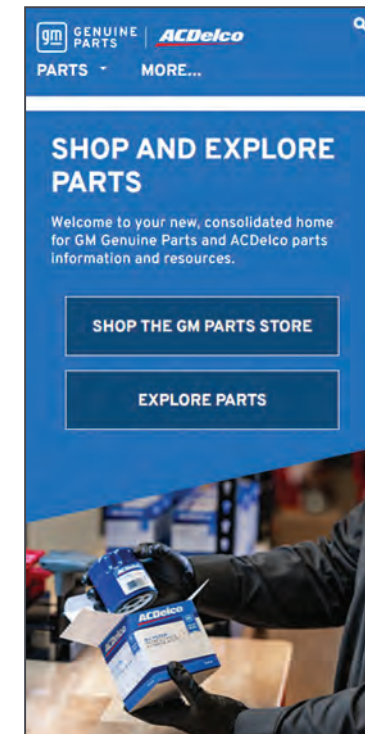 gm GENUINE PARTS | ACDelco
PARTS MORE...
SHOP AND EXPLORE
PARTS
Welcome to your new, consolidated home
for GM Genuine Parts and ACDelco parts
information and resources.
SHOP THE GM PARTS STORE
EXPLORE PARTS
ACDelco